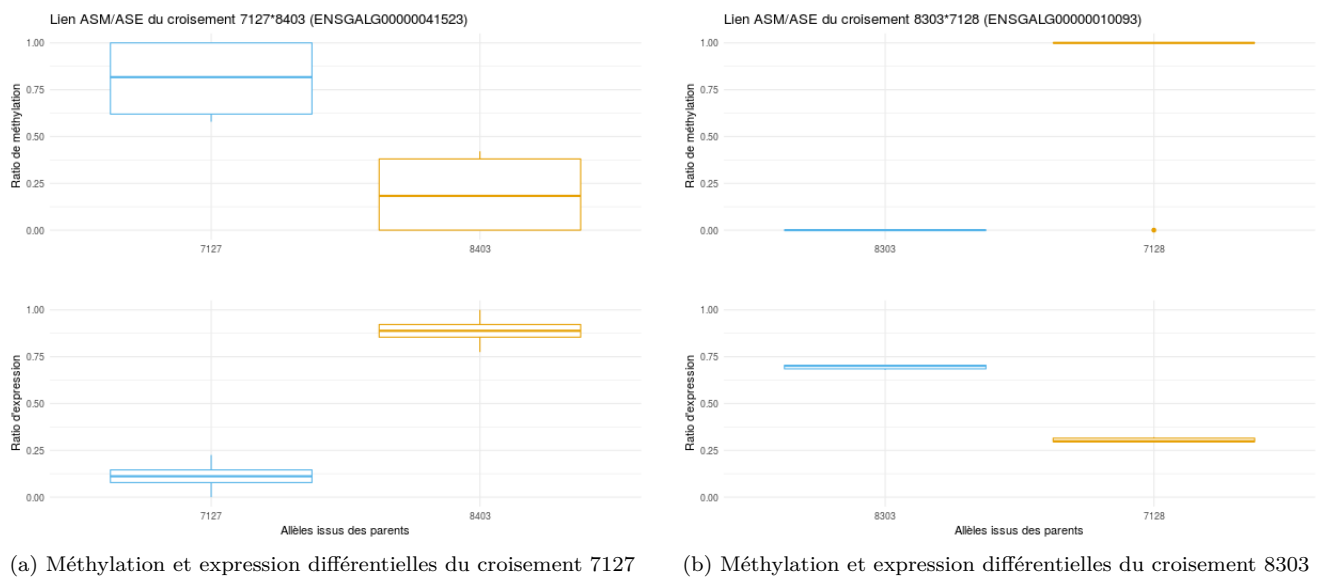 Lien ASM/ASE du croisement 7127*8403 (ENSGALG00000041523)
1.00
0.75
0.50
0.25
0.00
Ratio de méthylation
7127
8403
1.00
0.75
0.50
0.25
0.00
Ratio d'expression
7127
8403
Allèles issus des parents
(a) Méthylation et expression différentielles du croisement 7127
Lien ASM/ASE du croisement 8303*7128 (ENSGALG00000010093)
1.00
0.75
0.50
0.25
0.00
Ratio de méthylation
8303
7128
1.00
0.75
0.50
0.25
0.00
Ratio d'expression
8303
7128
Allèles issus des parents
(b) Méthylation et expression différentielles du croisement 8303